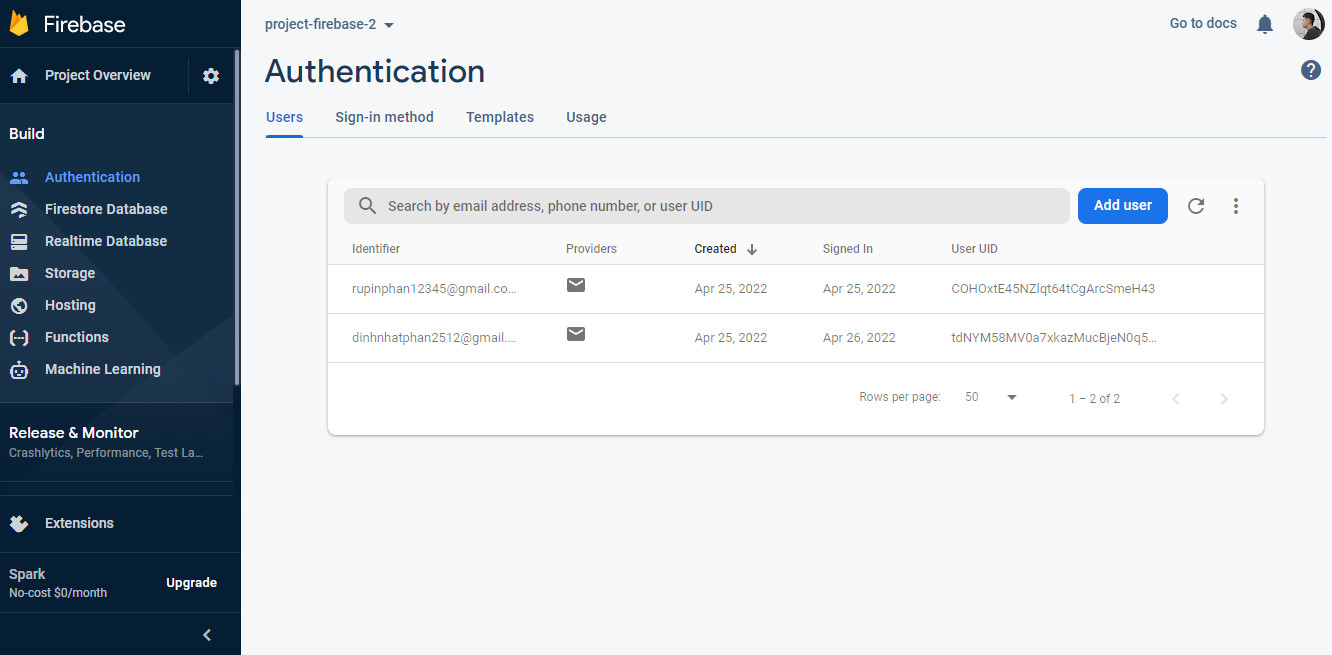 Firebase
project-firebase-2
Go to docs
Project Overview
Authentication
Users Sign-in method Templates Usage
Build
Authentication
Firestore Database
Realtime Database
Storage
Hosting
Functions
Machine Learning
Release & Monitor
Crashlytics, Performance, Test La...
Extensions
Spark
No-cost $0/month
Upgrade
Search by email address, phone number, or user UID
Add user
Identifier Providers Created Signed In User UID
rupinphan12345@gmail.co... Apr 25, 2022 Apr 25, 2022 COHOxtE45NZlqt64tCgArcSmeH43
dinhnhatphan2512@gmail.... Apr 25, 2022 Apr 26, 2022 tdNYM58MV0a7xkazMucBjeN0q5...
Rows per page: 50 1 – 2 of 2